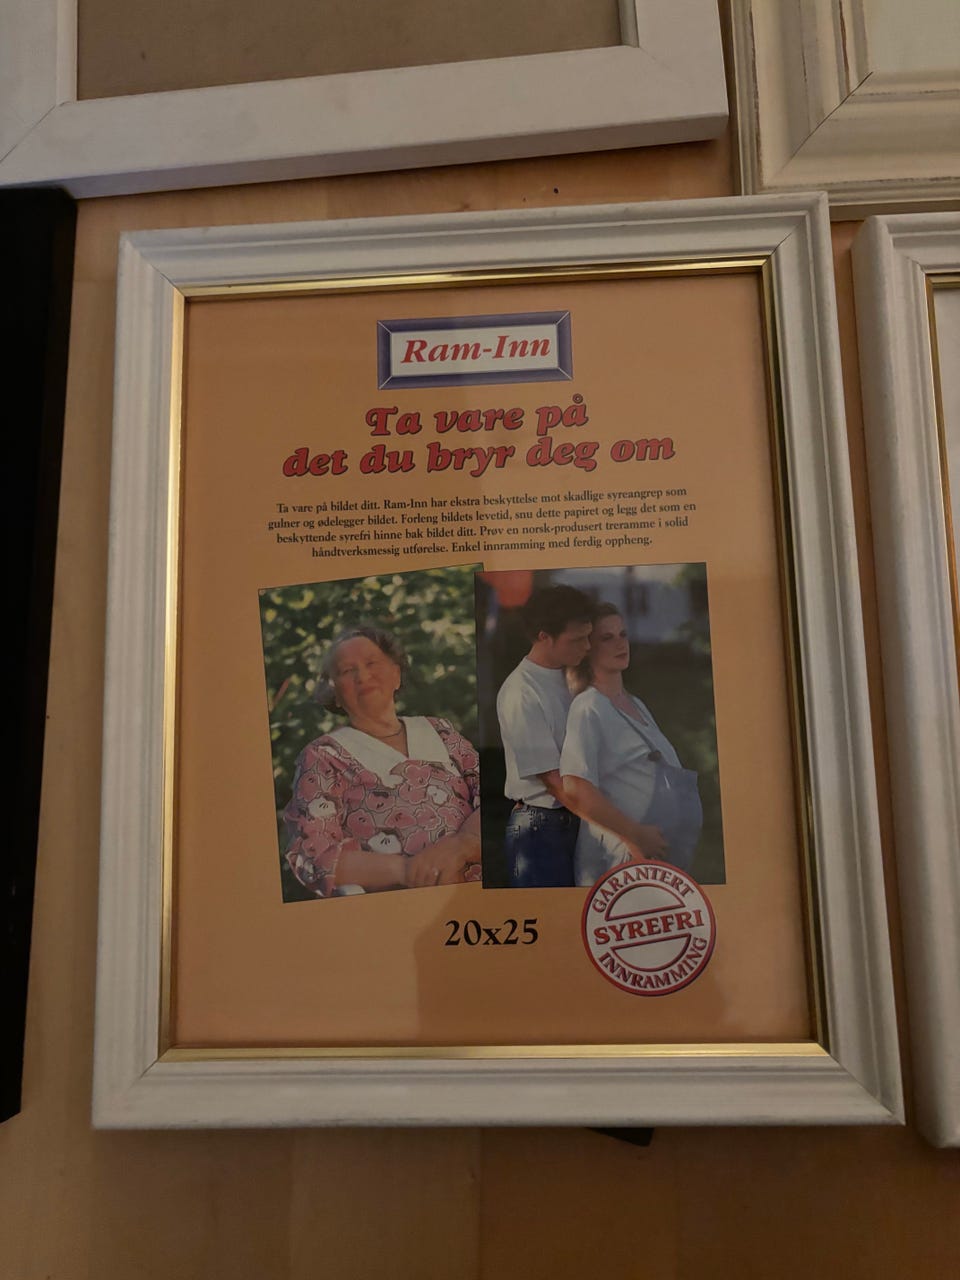 Ram-Inn
Ta vare på
det du bryr deg om
Ta vare på bildet ditt. Ram-Inn har ekstra beskyttelse mot skadlige syreangrep som
gulner og ødelegger bildet. Forleng bildets levetid, snu dette papiret og legg det som en
beskyttende syrefri hinne bak bildet ditt. Prøv en norsk-produsert treramme i solid
håndtverksmessig utførelse. Enkel innramming med ferdig oppheng.
20x25
GARANTERT
SYREFRI
INNRAMMING